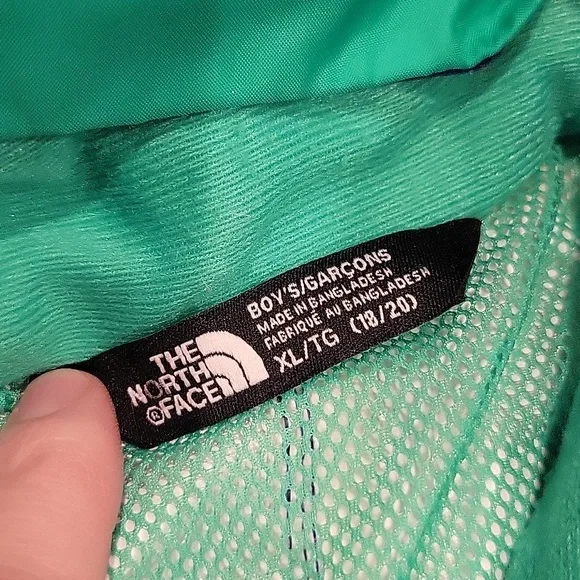 THE
NORTH
FACE
®
BOY'S/GARÇONS
MADE IN BANGLADESH
FABRIQUÉ AU BANGLADESH
XL/TG (18/20)